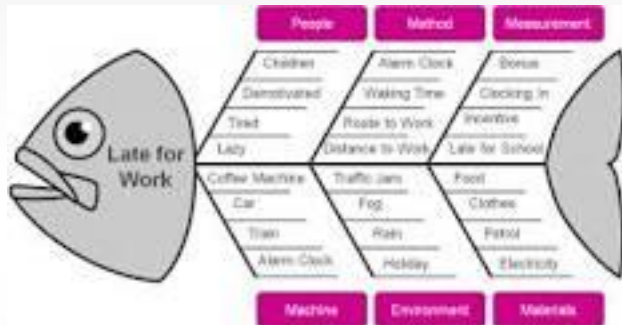 People
Method
Measurement
Children
Demotivated
Tired
Lazy
Alarm Clock
Waking Time
Route to Work
Distance to Work
Bonus
Clocking In
Incentive
Late for School
Late for
Work
Coffee Machine
Car
Train
Alarm Clock
Traffic Jam
Fog
Rain
Holiday
Food
Clothes
Petrol
Electricity
Machine
Environment
Materials